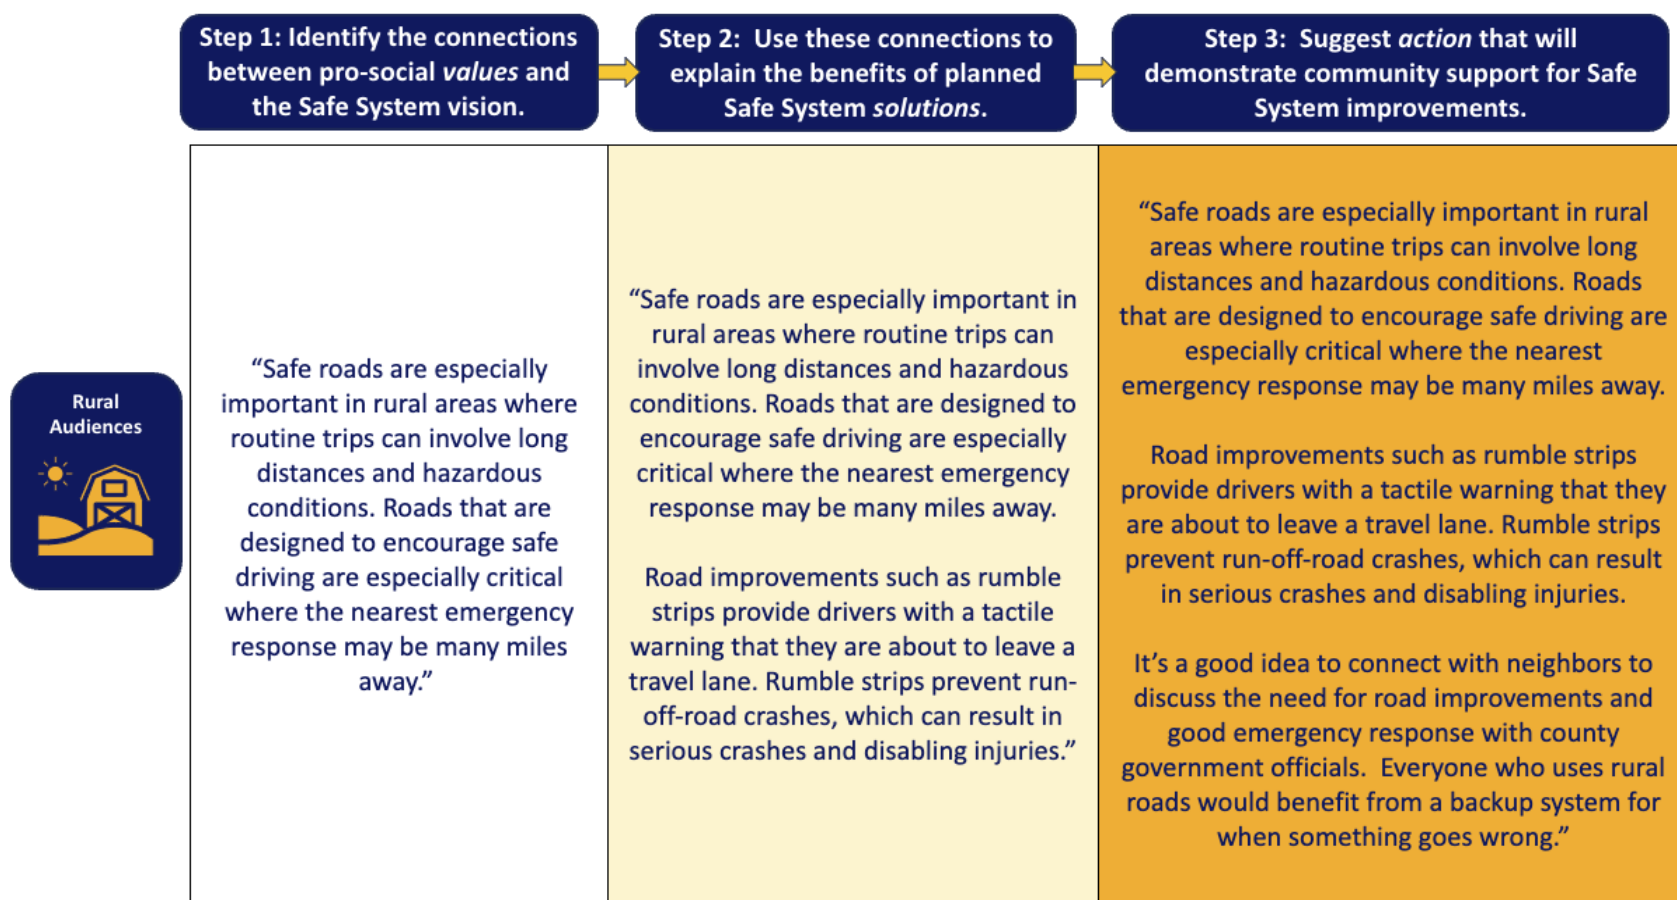 Step 1: Identify the connections
between pro-social values and
the Safe System vision.
Step 2:  Use these connections to
explain the benefits of planned
Safe System solutions.
Step 3:  Suggest action that will
demonstrate community support for Safe
System improvements.
Rural
Audiences
“Safe roads are especially
important in rural areas where
routine trips can involve long
distances and hazardous
conditions. Roads that are
designed to encourage safe
driving are especially critical
where the nearest emergency
response may be many miles
away.”
“Safe roads are especially important in
rural areas where routine trips can
involve long distances and hazardous
conditions. Roads that are designed to
encourage safe driving are especially
critical where the nearest emergency
response may be many miles away.
Road improvements such as rumble
strips provide drivers with a tactile
warning that they are about to leave a
travel lane. Rumble strips prevent run-
off-road crashes, which can result in
serious crashes and disabling injuries.”
“Safe roads are especially important in rural
areas where routine trips can involve long
distances and hazardous conditions. Roads
that are designed to encourage safe driving are
especially critical where the nearest
emergency response may be many miles away.
Road improvements such as rumble strips
provide drivers with a tactile warning that they
are about to leave a travel lane. Rumble strips
prevent run-off-road crashes, which can result
in serious crashes and disabling injuries.
It’s a good idea to connect with neighbors to
discuss the need for road improvements and
good emergency response with county
government officials.  Everyone who uses rural
roads would benefit from a backup system for
when something goes wrong.”